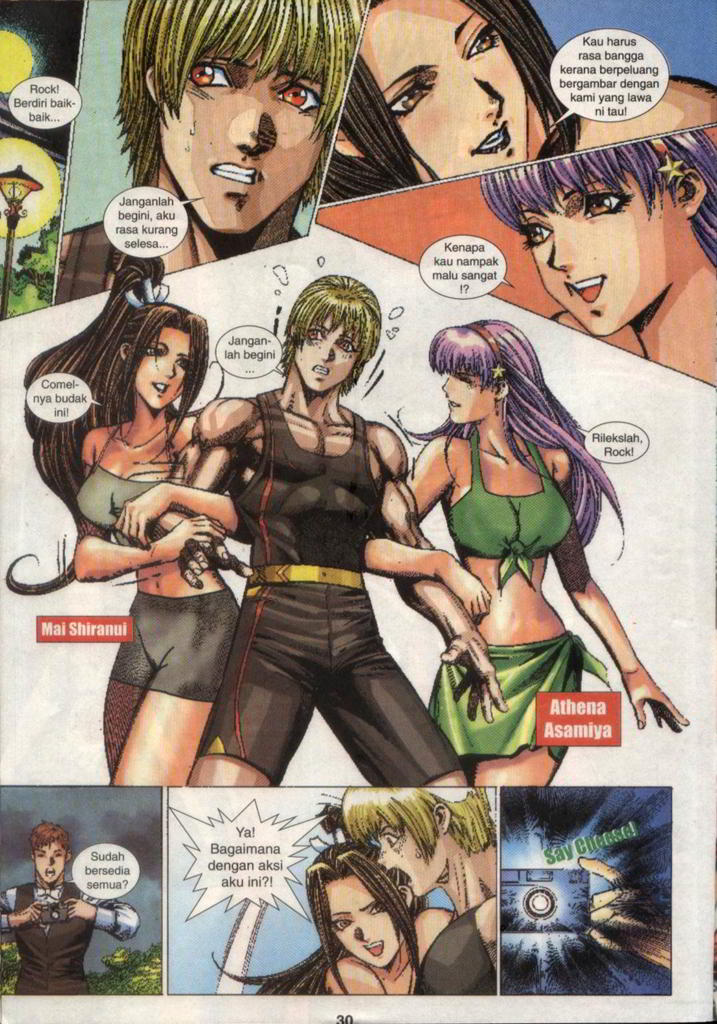 Rock!
Berdiri baik-
baik...
Janganlah
begini, aku
rasa kurang
selesa...
Kau harus
rasa bangga
kerana berpeluang
bergambar dengan
kami yang lawa
ni tau!
Kenapa
kau nampak
malu sangat
!?
Comel-
nya budak
ini!
Jangan-
lah begini
...
Rilekslah,
Rock!
Mai Shiranui
Athena
Asamiya
Sudah
bersedia
semua?
Ya!
Bagaimana
dengan aksi
aku ini?!
Say Cheese!
30